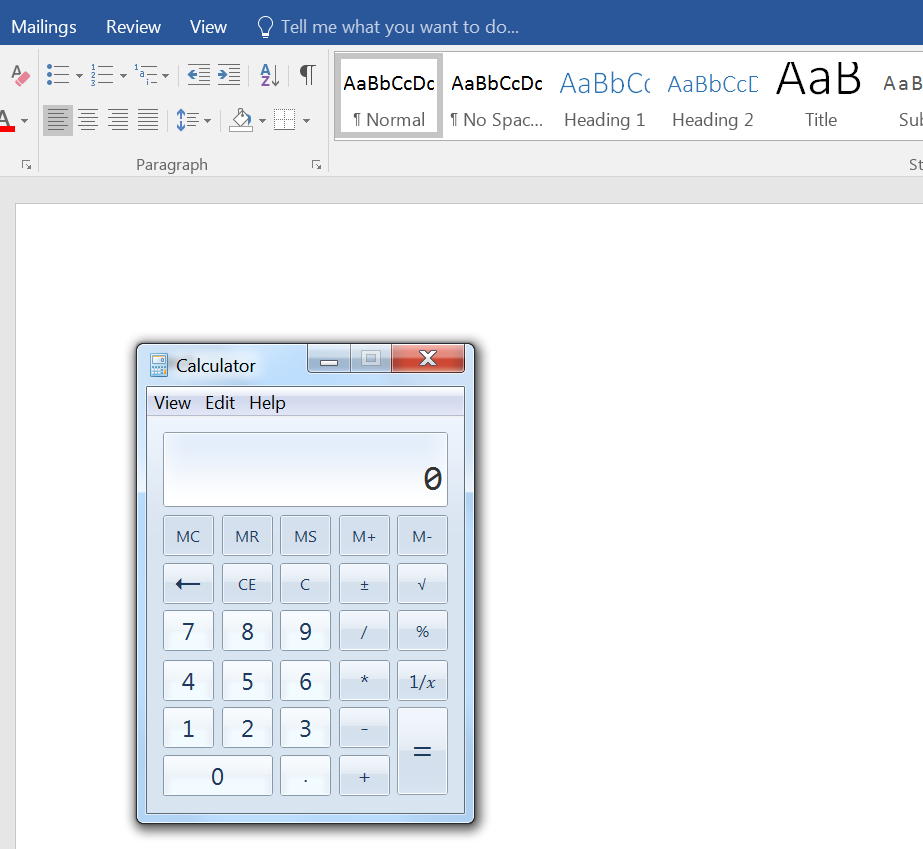 Mailings Review View Tell me what you want to do...
AaBbCcDc AaBbCcDc AaBbCc AaBbCcD AaB AaB
¶ Normal ¶ No Spac... Heading 1 Heading 2 Title Sub
Paragraph St
Calculator
View Edit Help
0
MC MR MS M+ M-
← CE C ± √
7 8 9 / %
4 5 6 * 1/x
1 2 3 -
=
0 . +